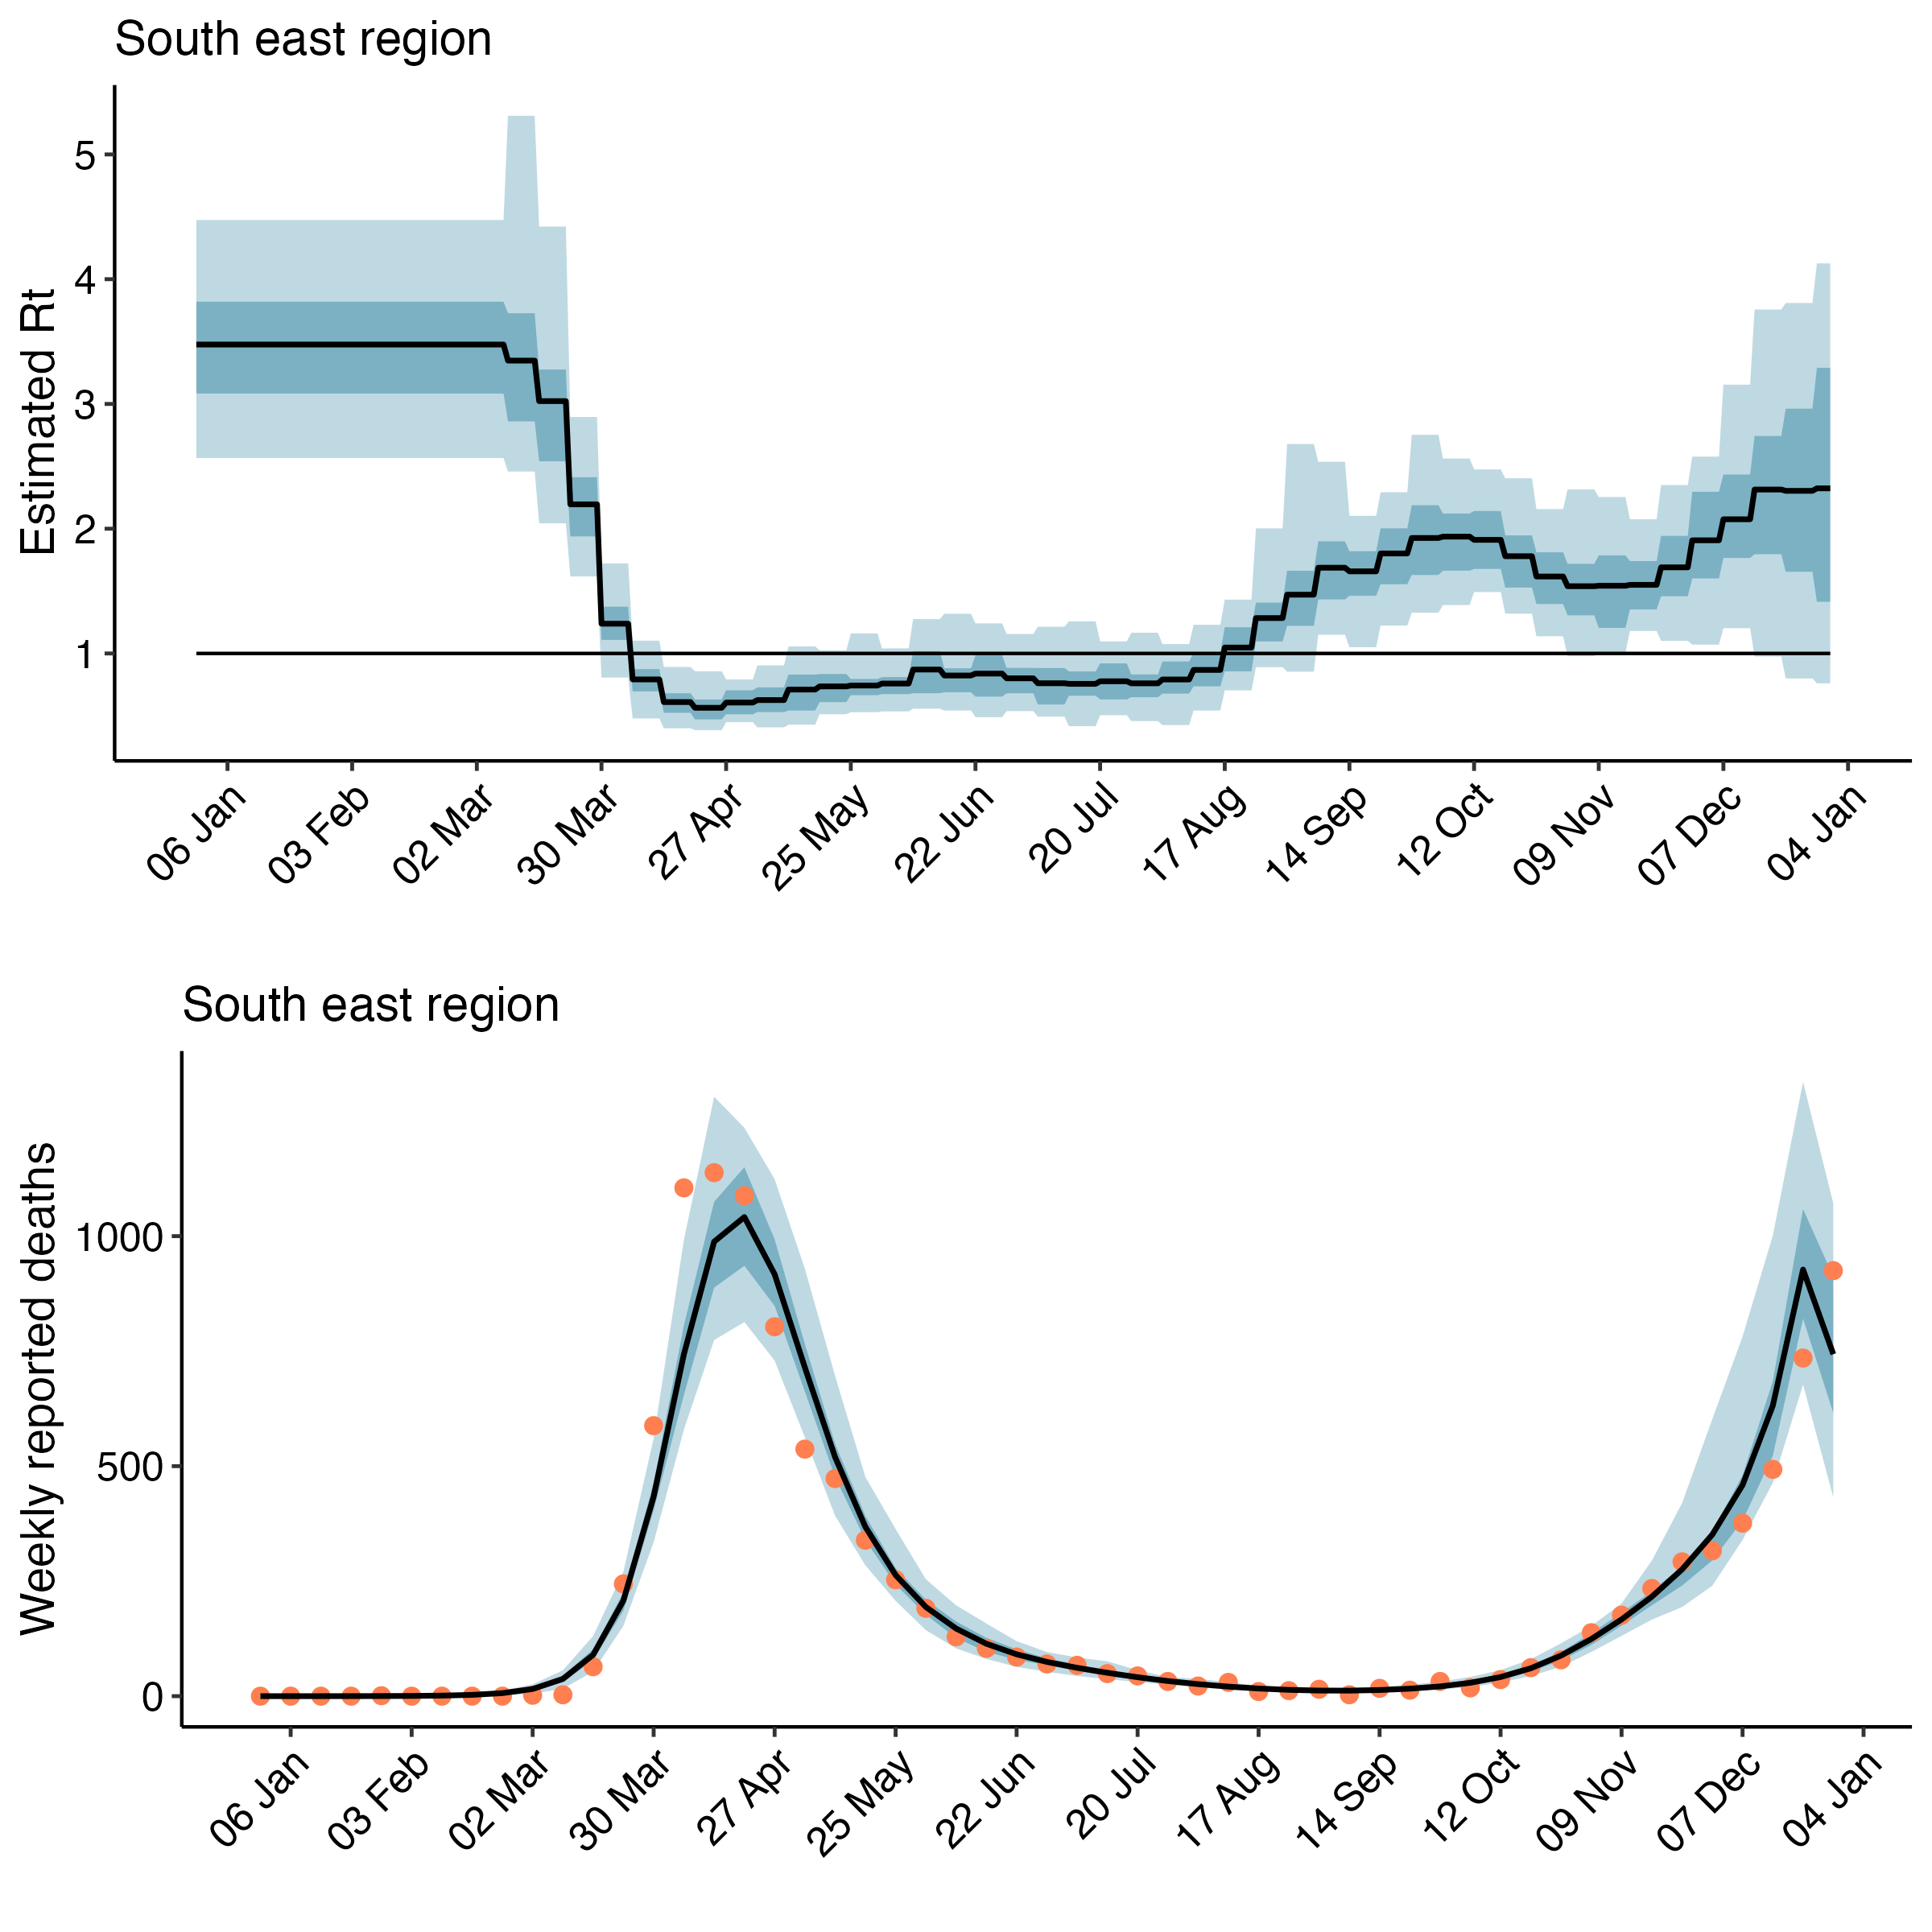 South east region
Estimated Rt
5
4
3
2
1
06 Jan
03 Feb
02 Mar
30 Mar
27 Apr
25 May
22 Jun
20 Jul
17 Aug
14 Sep
12 Oct
09 Nov
07 Dec
04 Jan
South east region
Weekly reported deaths
1000
500
0
06 Jan
03 Feb
02 Mar
30 Mar
27 Apr
25 May
22 Jun
20 Jul
17 Aug
14 Sep
12 Oct
09 Nov
07 Dec
04 Jan